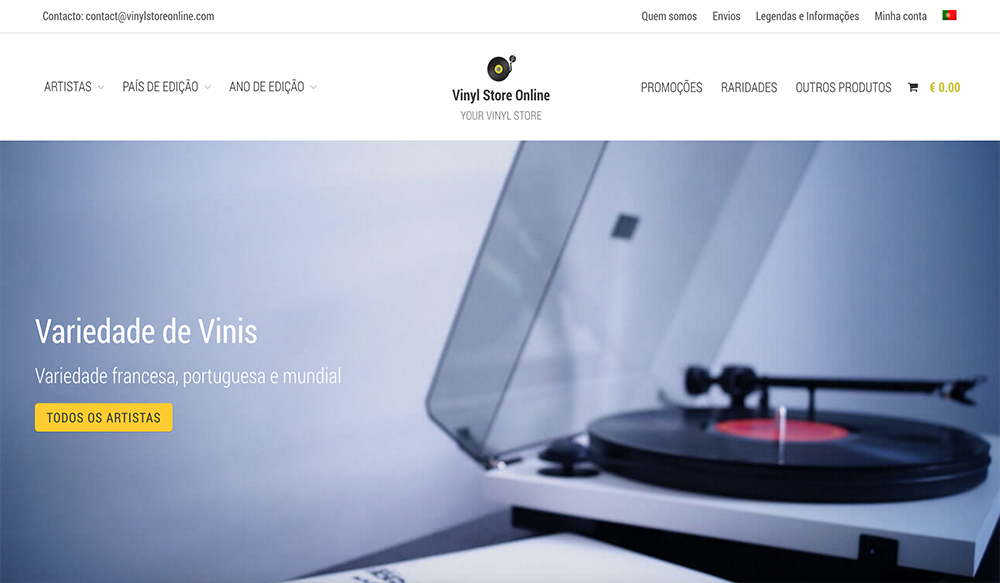 Contacto: contact@vinylstoreonline.com
Quem somos Envios Legendas e Informações Minha conta
ARTISTAS PAÍS DE EDIÇÃO ANO DE EDIÇÃO
Vinyl Store Online
YOUR VINYL STORE
PROMOÇÕES RARIDADES OUTROS PRODUTOS € 0.00
Variedade de Vinis
Variedade francesa, portuguesa e mundial
TODOS OS ARTISTAS